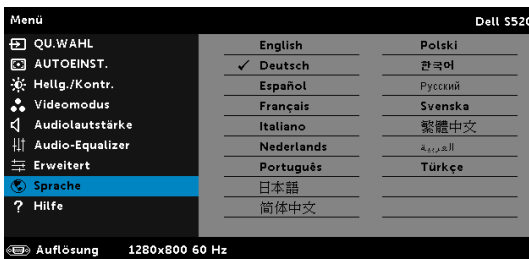 Menü
Dell S520
QU.WAHL
AUTOEINST.
Hellg./Kontr.
Videomodus
Audiolautstärke
Audio-Equalizer
Erweitert
Sprache
? Hilfe
English
✓ Deutsch
Español
Français
Italiano
Nederlands
Português
日本語
简体中文
Polski
한국어
Русский
Svenska
繁體中文
العربية
Türkçe
Auflösung 1280x800 60 Hz